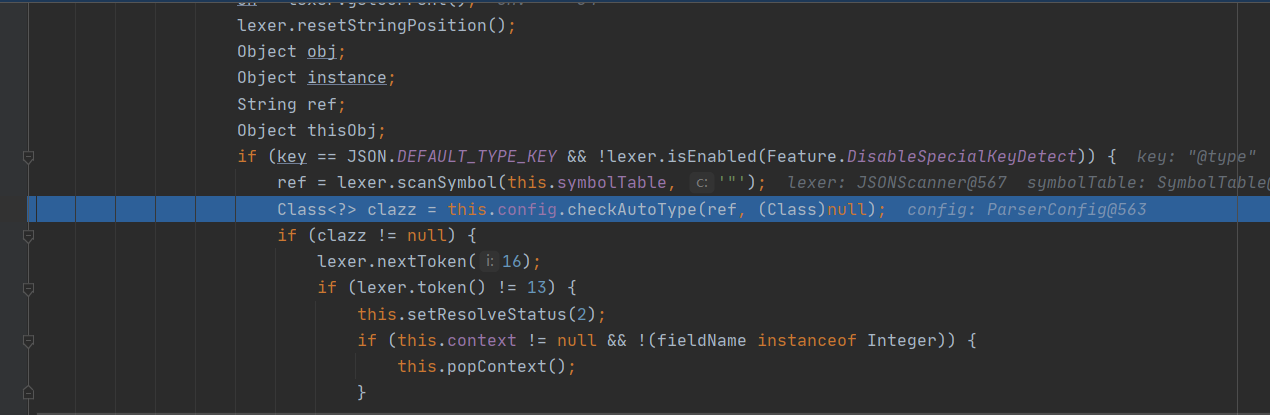 lexer.resetStringPosition();
Object obj;
Object instance;
String ref;
Object thisObj;
if (key == JSON.DEFAULT_TYPE_KEY && !lexer.isEnabled(Feature.DisableSpecialKeyDetect)) { key: "@type"
ref = lexer.scanSymbol(this.symbolTable, c: '"'); lexer: JSONScanner@567 symbolTable: SymbolTable@
Class<?> clazz = this.config.checkAutoType(ref, (Class)null); config: ParserConfig@563
if (clazz != null) {
lexer.nextToken( i: 16);
if (lexer.token() != 13) {
this.setResolveStatus(2);
if (this.context != null && !(fieldName instanceof Integer)) {
this.popContext();
}